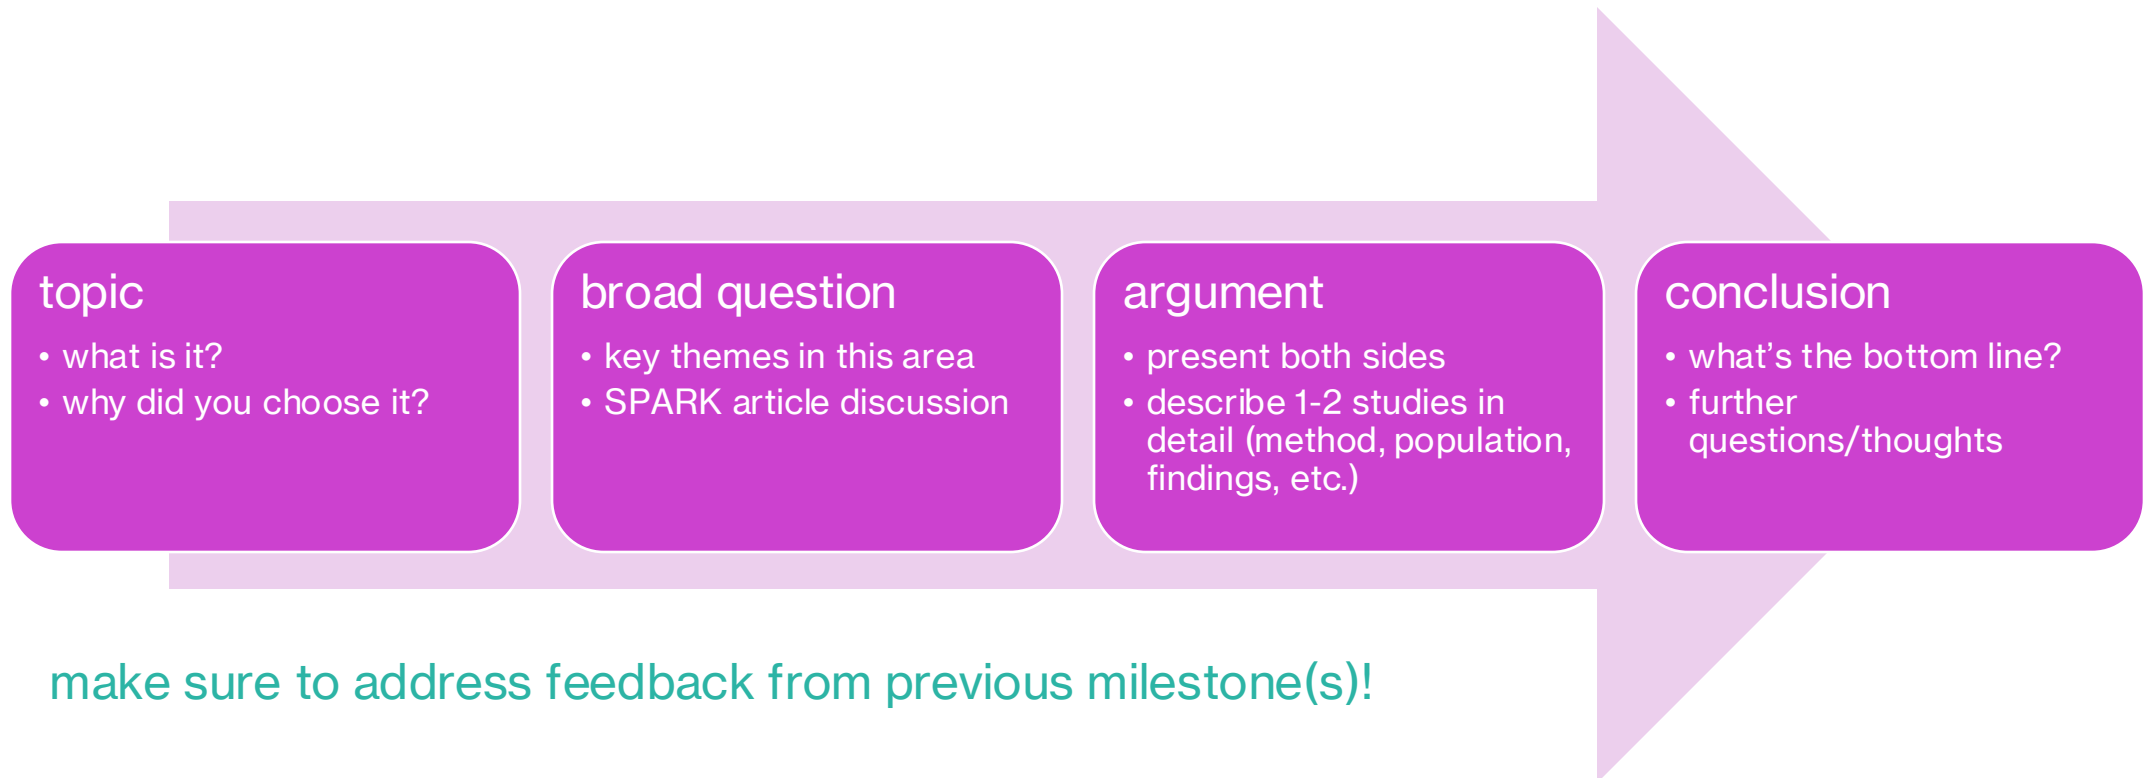 topic
• what is it?
• why did you choose it?
broad question
• key themes in this area
• SPARK article discussion
argument
• present both sides
• describe 1-2 studies in
detail (method, population,
findings, etc.)
conclusion
• what’s the bottom line?
• further
questions/thoughts
make sure to address feedback from previous milestone(s)!